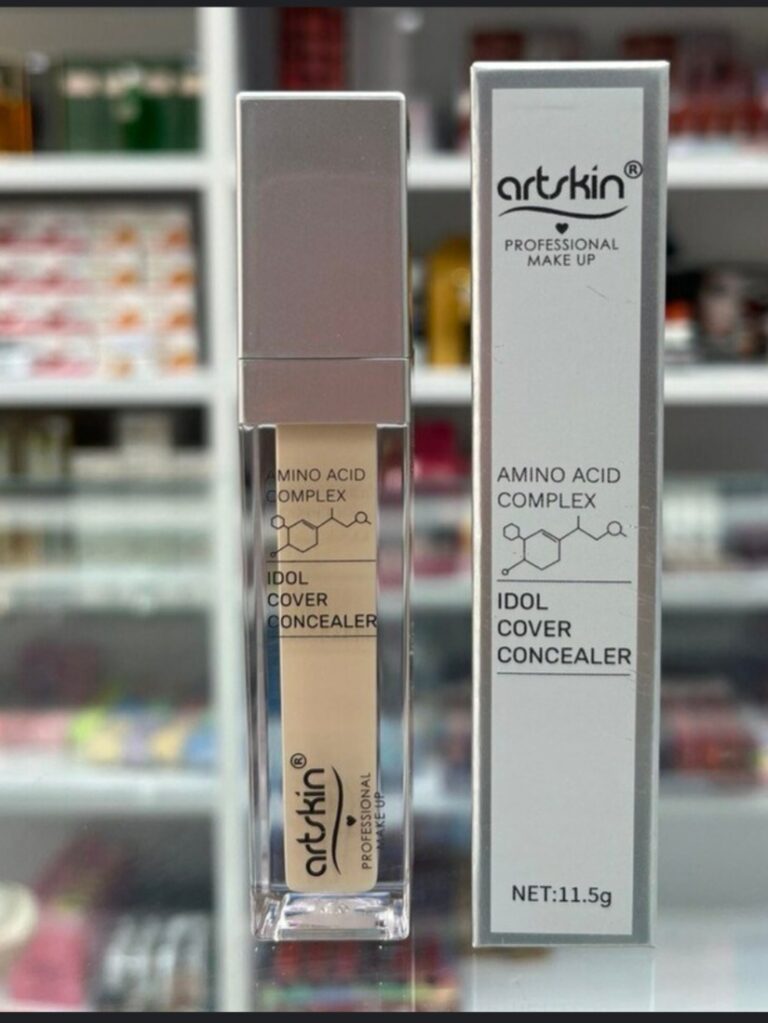 AMINO ACID
COMPLEX
IDOL
COVER
CONCEALER
artskin®
PROFESSIONAL
MAKE UP
artskin®
PROFESSIONAL
MAKE UP
AMINO ACID
COMPLEX
IDOL
COVER
CONCEALER
NET:11.5g